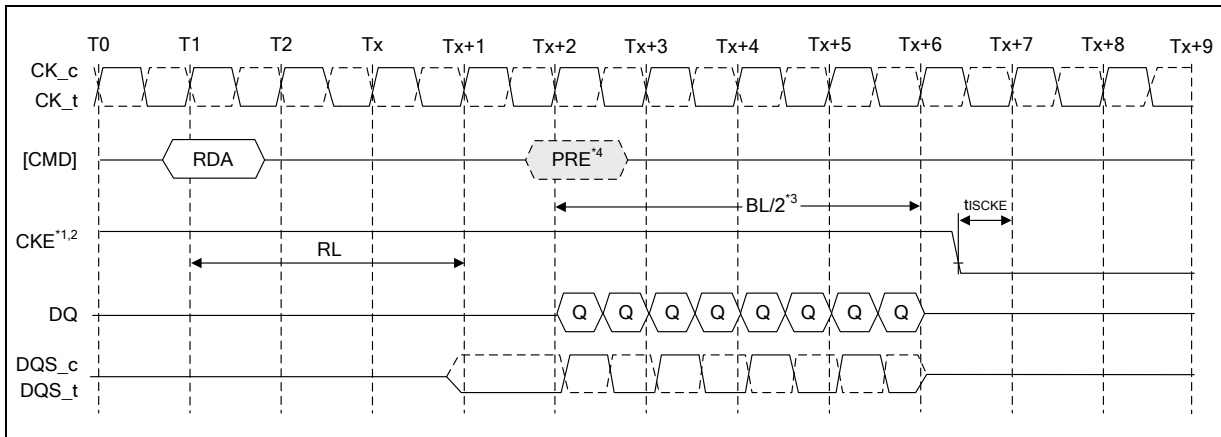 T0 T1 T2 Tx Tx+1 Tx+2 Tx+3 Tx+4 Tx+5 Tx+6 Tx+7 Tx+8 Tx+9
CK_c
CK_t
[CMD] RDA PRE*4
BL/2*3 tISCKE
CKE*1,2
RL
DQ Q Q Q Q Q Q Q Q
DQS_c
DQS_t